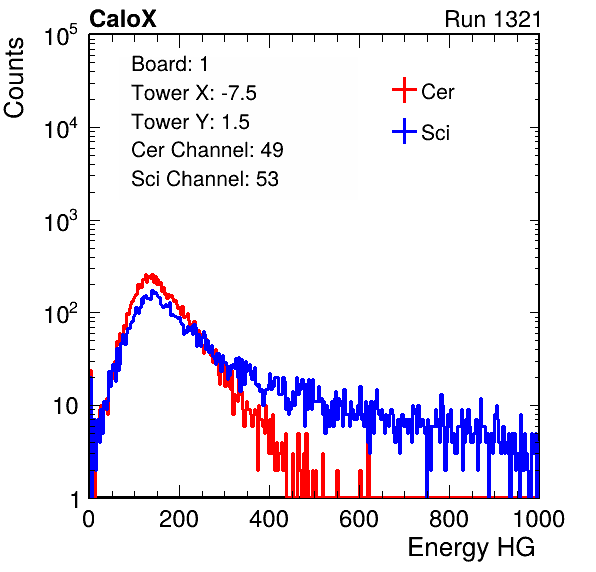 CaloX Run 1321
Counts
Board: 1
Tower X: -7.5
Tower Y: 1.5
Cer Channel: 49
Sci Channel: 53
Cer
Sci
10^5
10^4
10^3
10^2
10
1
0 200 400 600 800 1000
Energy HG